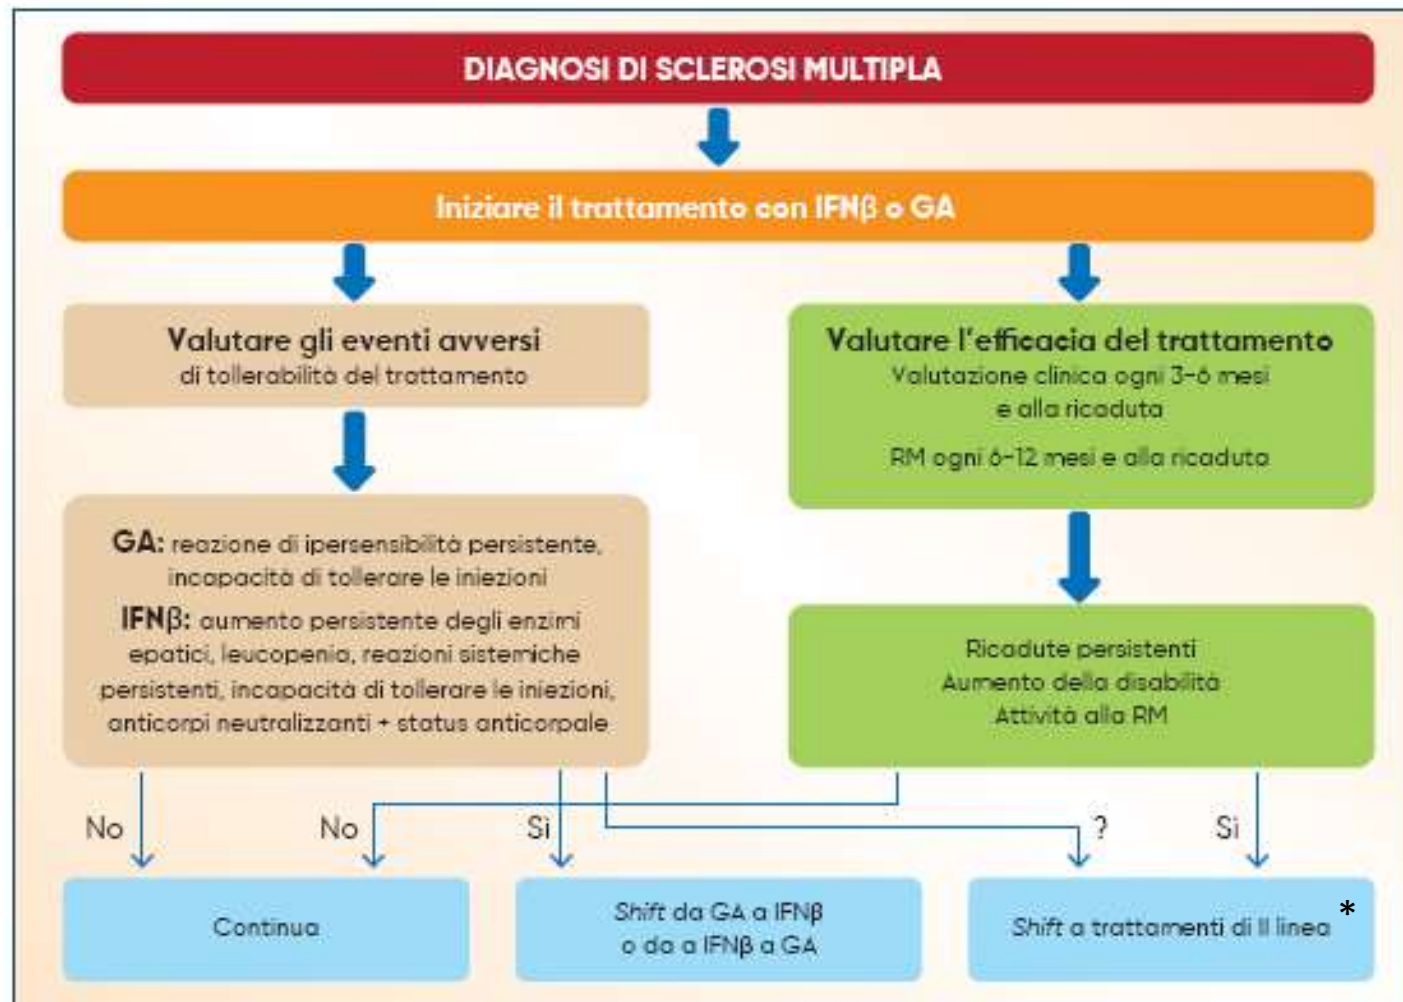 DIAGNOSI DI SCLEROSI MULTIPLA
Iniziare il trattamento con IFNβ o GA
Valutare gli eventi avversi
di tollerabilità del trattamento
Valutare l'efficacia del trattamento
Valutazione clinica ogni 3-6 mesi
e alla ricaduta
RM ogni 6-12 mesi e alla ricaduta
GA: reazione di ipersensibilità persistente,
incapacità di tollerare le iniezioni
IFNβ: aumento persistente degli enzimi
epatici, leucopenia, reazioni sistemiche
persistenti, incapacità di tollerare le iniezioni,
anticorpi neutralizzanti + status anticorpale
Ricadute persistenti
Aumento della disabilità
Attività alla RM
No
No
Sì
?
Sì
Continua
Shift da GA a IFNβ
o da a IFNβ a GA
Shift a trattamenti di II linea *